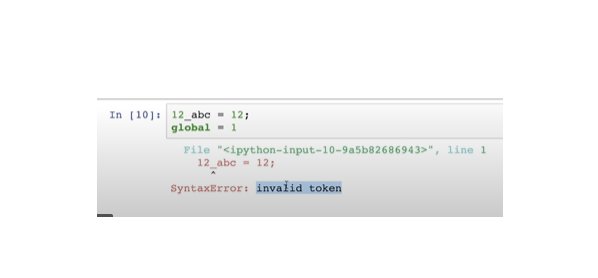 In [10]: 12_abc = 12;
global = 1
File "<ipython-input-10-9a5b82686943>", line 1
12_abc = 12;
^
SyntaxError: invalid token